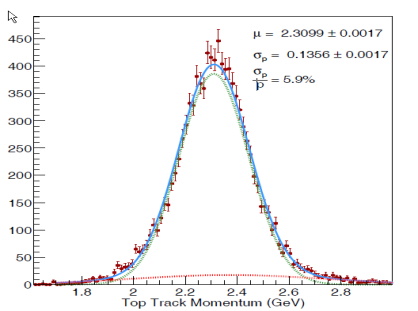 μ = 2.3099 ± 0.0017
σp = 0.1356 ± 0.0017
σp/p = 5.9%
450
400
350
300
250
200
150
100
50
0
1.8 2 2.2 2.4 2.6 2.8
Top Track Momentum (GeV)